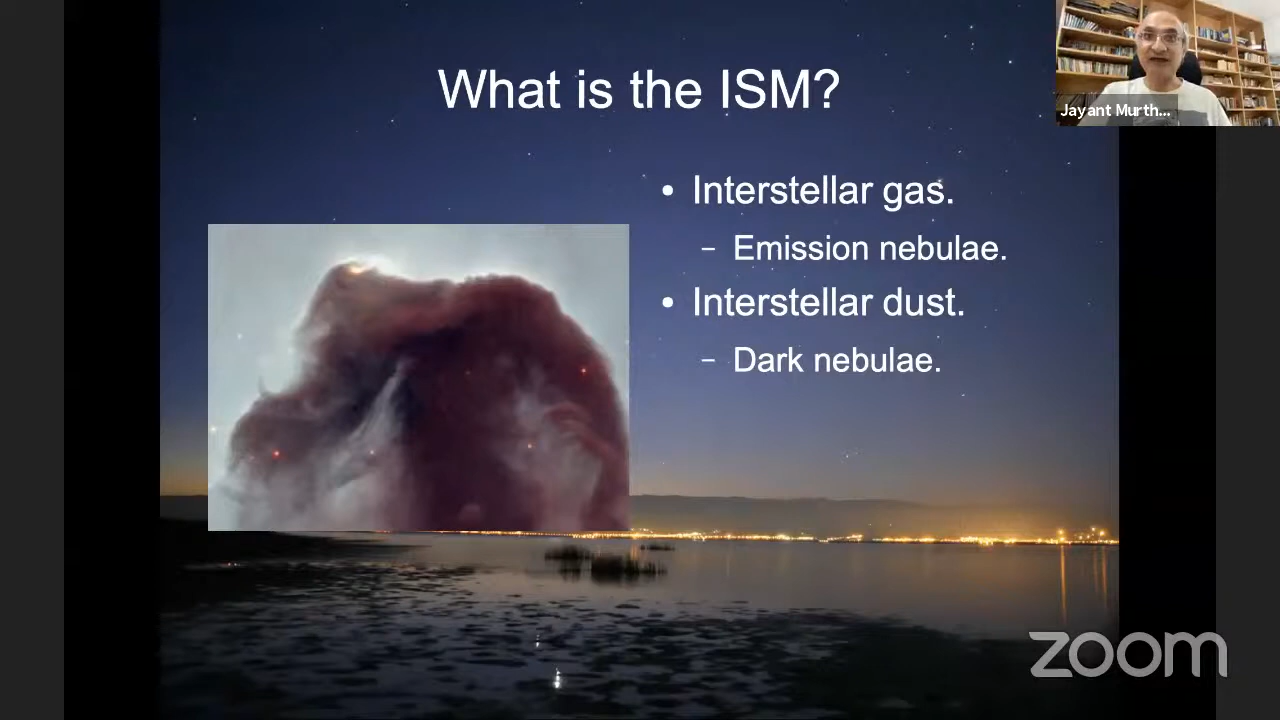 What is the ISM?
Jayant Murth...
• Interstellar gas.
– Emission nebulae.
• Interstellar dust.
– Dark nebulae.
zoom